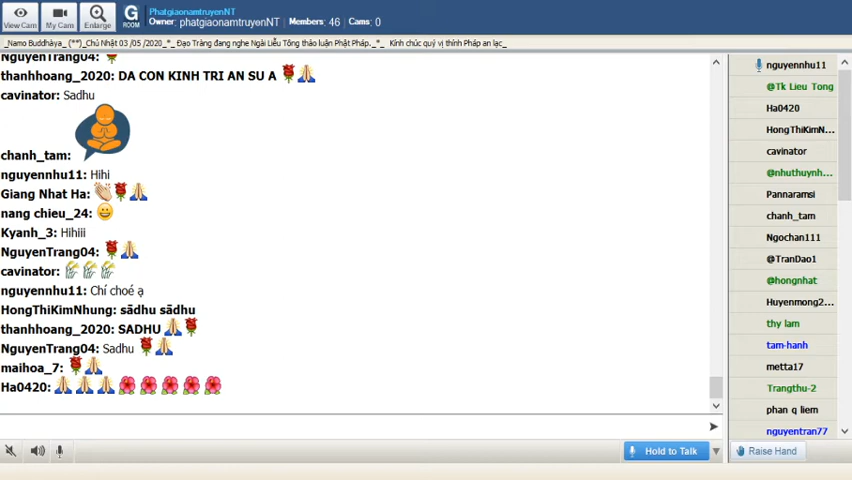 PhatgiaonamtruyenNT
Owner: phatgiaonamtruyenNT | Members: 46 | Cams: 0
View Cam
My Cam
Enlarge
G
ROOM
_Namo Buddhàya_ (**)_Chủ Nhật 03 /05 /2020_*_ Đạo Tràng đang nghe Ngài Liễu Tông thảo luận Phật Pháp._*_ Kính chúc quý vị thính Pháp an lạc_
NguyenTrang04: 🌹🙏
thanhhoang_2020: DA CON KINH TRI AN SU A 🌹🙏
cavinator: Sadhu
chanh_tam:
nguyennhu11: Hihi
Giang Nhat Ha: 👏🌹🙏
nang chieu_24: 😀
Kyanh_3: Hihiii
NguyenTrang04: 🌹🙏
cavinator: 🌾🌾🌾
nguyennhu11: Chí choé ạ
HongThiKimNhung: sādhu sādhu
thanhhoang_2020: SADHU 🙏🌹
NguyenTrang04: Sadhu 🌹🙏
maihoa_7: 🌹🙏
Ha0420: 🙏🙏🙏🌺🌺🌺🌺🌺
nguyennhu11
@Tk Lieu Tong
Ha0420
HongThiKimN...
cavinator
@nhuthuynh...
Pannaramsi
chanh_tam
Ngochan111
@TranDao1
@hongnhat
Huyenmong2...
thy lam
tam-hanh
metta17
Trangthu-2
phan q liem
nguyentran77
Hold to Talk
Raise Hand